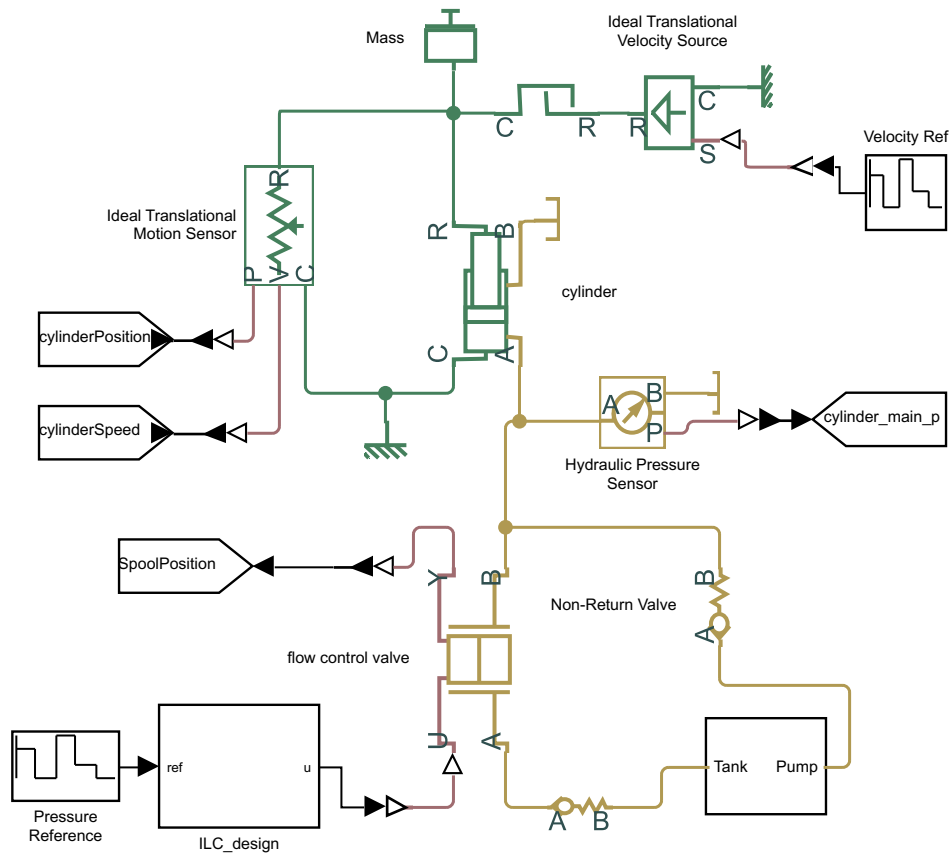 Mass
Ideal Translational
Velocity Source
C
R
R
C
S
Velocity Ref
Ideal Translational
Motion Sensor
R
P
V
C
R
B
cylinder
C
A
cylinderPosition
cylinderSpeed
A
B
P
cylinder_main_p
Hydraulic Pressure
Sensor
SpoolPosition
Y
B
Non-Return Valve
B
A
flow control valve
U
A
ref
u
Pressure
Reference
ILC_design
A
B
Tank
Pump